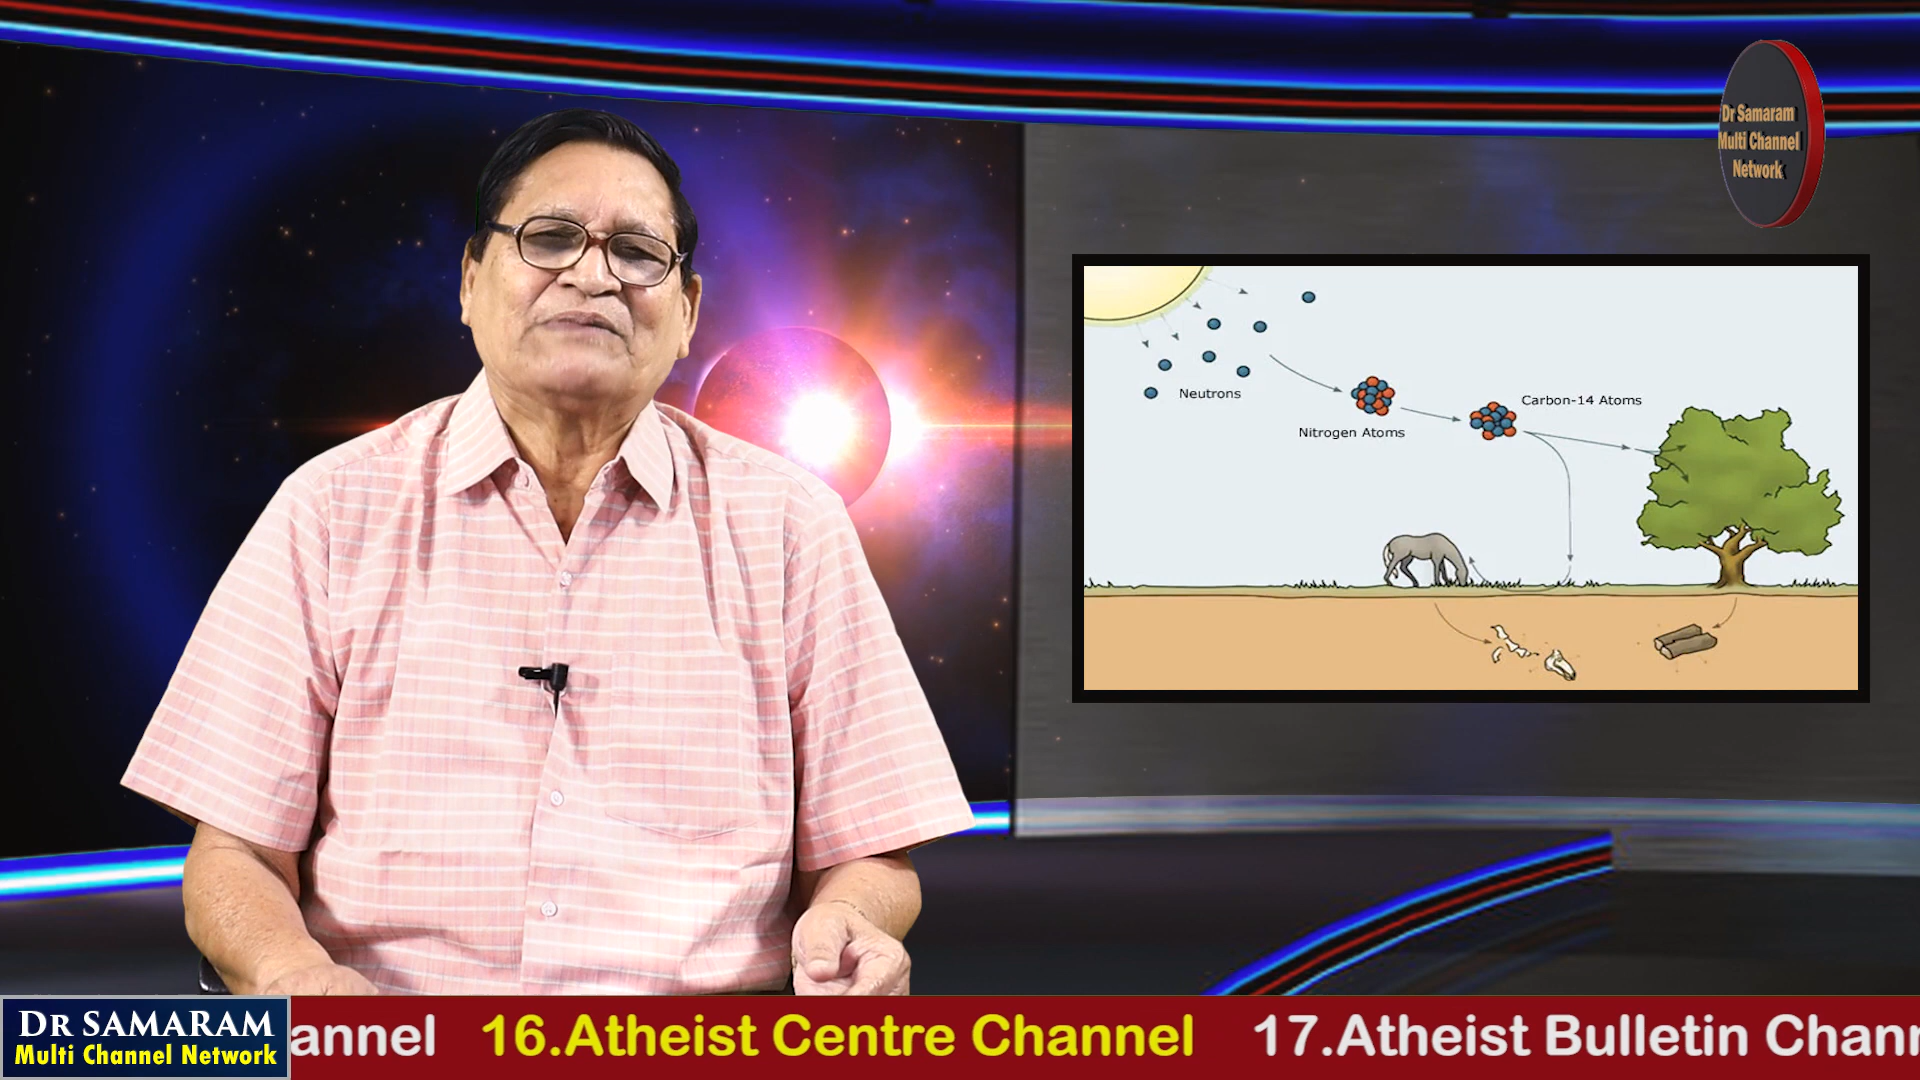 Dr Samaram
Multi Channel
Network
Neutrons
Nitrogen Atoms
Carbon-14 Atoms
DR SAMARAM
Multi Channel Network
annel 16.Atheist Centre Channel 17.Atheist Bulletin Chann